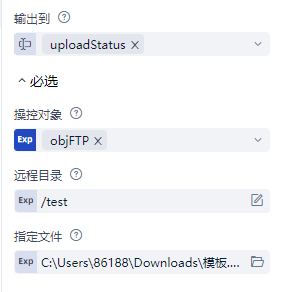 输出到
uploadStatus ×
必选
操控对象
Exp objFTP ×
远程目录
Exp /test
指定文件
Exp C:\Users\86188\Downloads\模板....